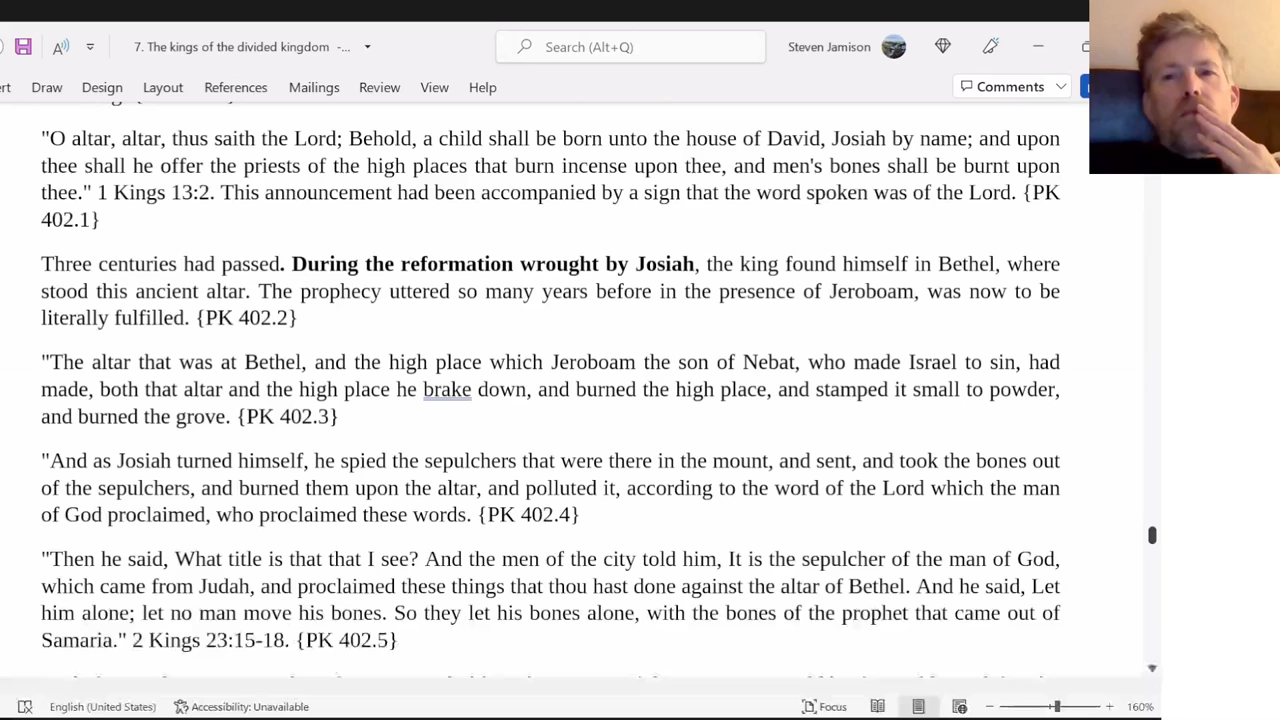 7. The kings of the divided kingdom -...
Search (Alt+Q)
Steven Jamison
Draw Design Layout References Mailings Review View Help
Comments
"O altar, altar, thus saith the Lord; Behold, a child shall be born unto the house of David, Josiah by name; and upon
thee shall he offer the priests of the high places that burn incense upon thee, and men's bones shall be burnt upon
thee." 1 Kings 13:2. This announcement had been accompanied by a sign that the word spoken was of the Lord. {PK
402.1}
Three centuries had passed. During the reformation wrought by Josiah, the king found himself in Bethel, where
stood this ancient altar. The prophecy uttered so many years before in the presence of Jeroboam, was now to be
literally fulfilled. {PK 402.2}
"The altar that was at Bethel, and the high place which Jeroboam the son of Nebat, who made Israel to sin, had
made, both that altar and the high place he brake down, and burned the high place, and stamped it small to powder,
and burned the grove. {PK 402.3}
"And as Josiah turned himself, he spied the sepulchers that were there in the mount, and sent, and took the bones out
of the sepulchers, and burned them upon the altar, and polluted it, according to the word of the Lord which the man
of God proclaimed, who proclaimed these words. {PK 402.4}
"Then he said, What title is that that I see? And the men of the city told him, It is the sepulcher of the man of God,
which came from Judah, and proclaimed these things that thou hast done against the altar of Bethel. And he said, Let
him alone; let no man move his bones. So they let his bones alone, with the bones of the prophet that came out of
Samaria." 2 Kings 23:15-18. {PK 402.5}
English (United States) Accessibility: Unavailable Focus 160%